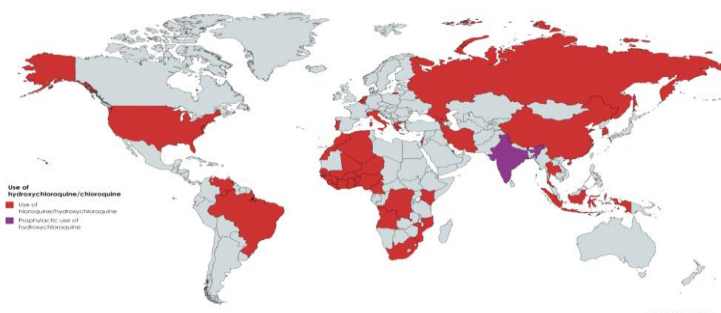 Use of
hydroxychloroquine/chloroquine
Use of
hloroquine/hydroxychloroquine
Prophylactic use of
hydroxychloroquine